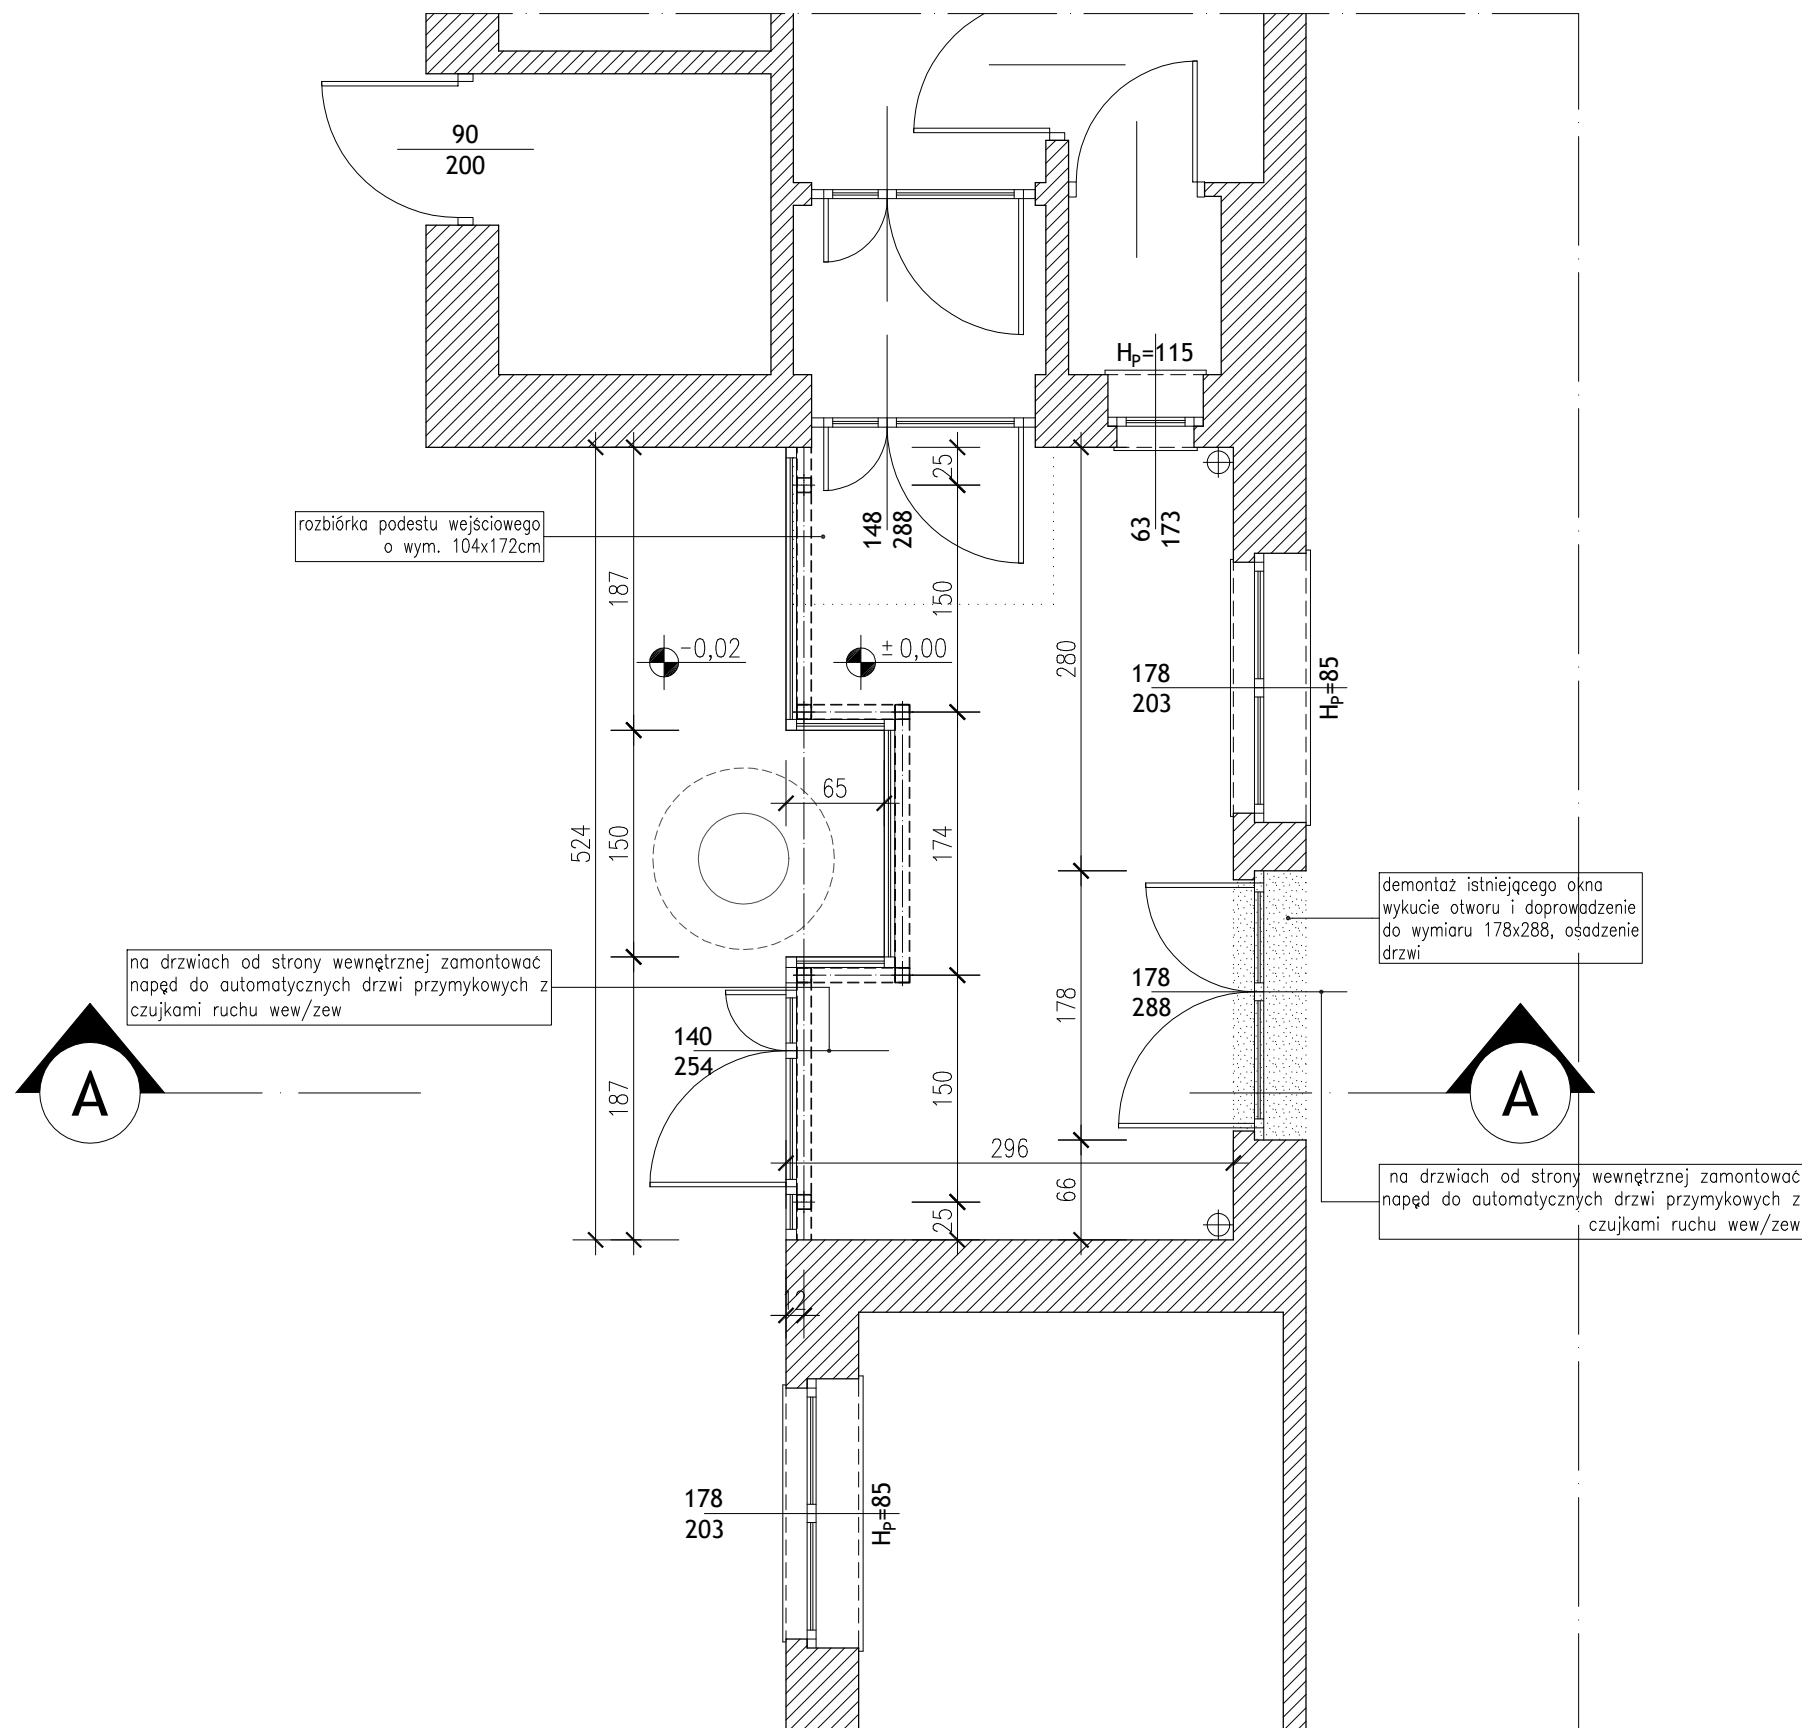 90
200
Hₚ=115
25
148
288
63
173
rozbiórka podestu wejściowego
o wym. 104x172cm
187
150
280
-0,02
±0,00
178
203
Hₚ=85
65
524
150
174
demontaż istniejącego okna
wykucie otworu i doprowadzenie
do wymiaru 178x288, osadzenie
drzwi
na drzwiach od strony wewnętrznej zamontować
napęd do automatycznych drzwi przymykowych z
czujkami ruchu wew/zew
178
288
178
140
254
A
187
150
A
296
66
25
na drzwiach od strony wewnętrznej zamontować
napęd do automatycznych drzwi przymykowych z
czujkami ruchu wew/zew
12
178
203
Hₚ=85